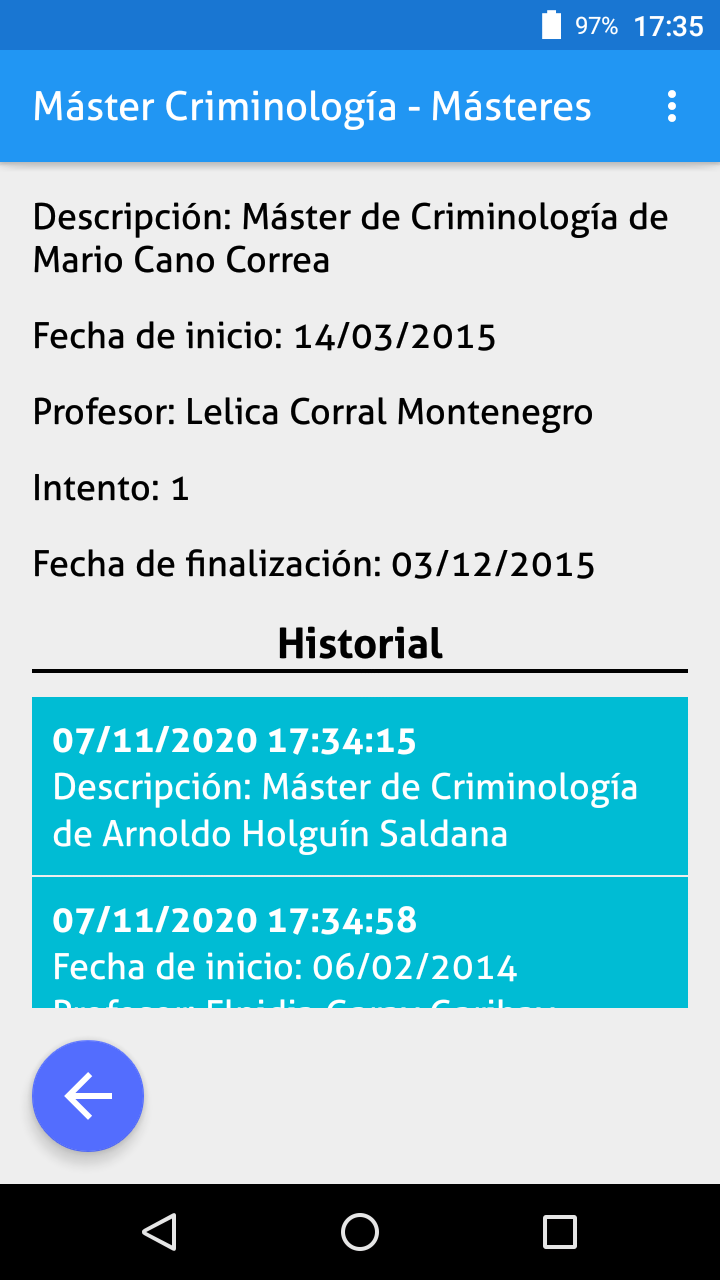 97% 17:35
Máster Criminología - Másteres
Descripción: Máster de Criminología de
Mario Cano Correa
Fecha de inicio: 14/03/2015
Profesor: Lelica Corral Montenegro
Intento: 1
Fecha de finalización: 03/12/2015
Historial
07/11/2020 17:34:15
Descripción: Máster de Criminología
de Arnoldo Holguín Saldana
07/11/2020 17:34:58
Fecha de inicio: 06/02/2014